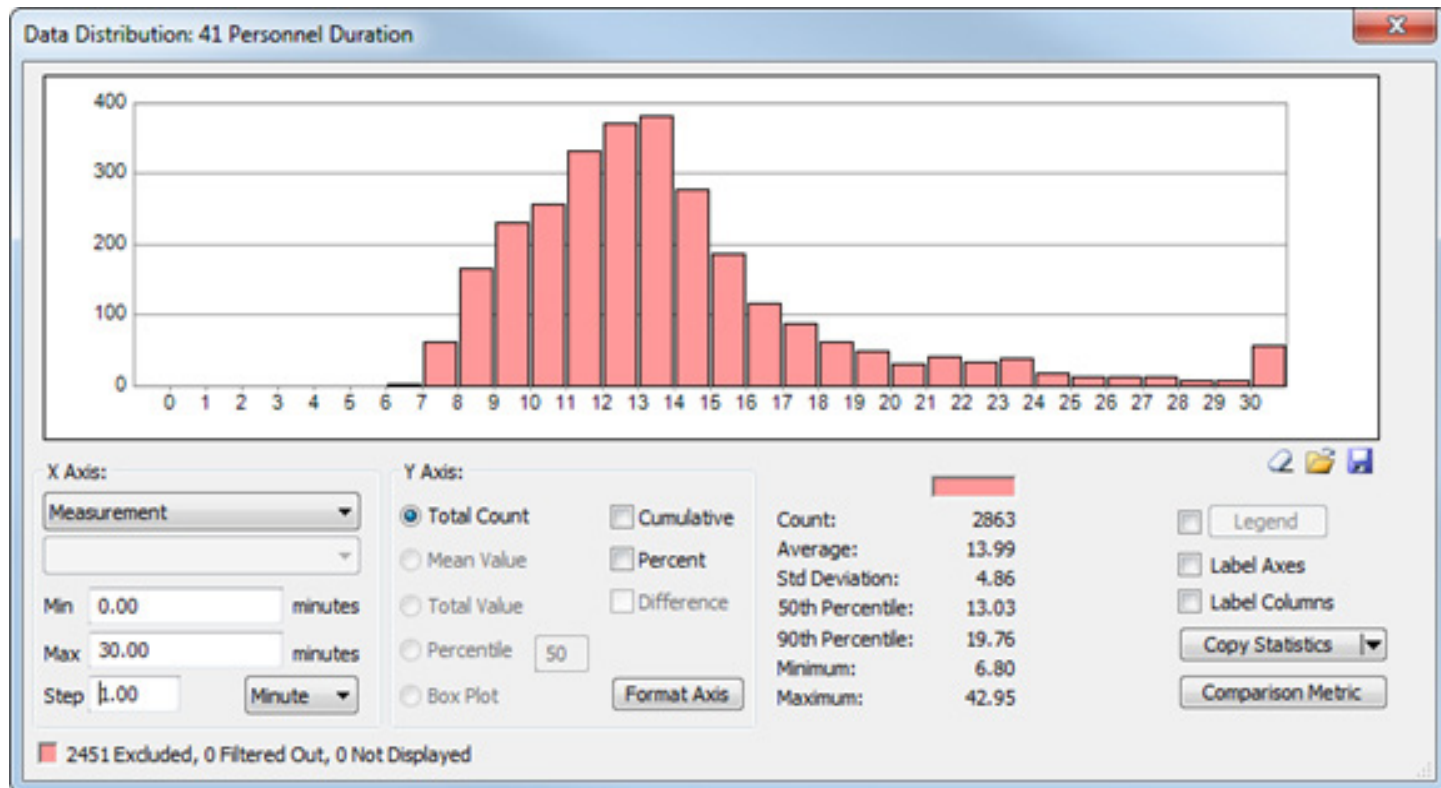 Data Distribution: 41 Personnel Duration
400
300
200
100
0
0 1 2 3 4 5 6 7 8 9 10 11 12 13 14 15 16 17 18 19 20 21 22 23 24 25 26 27 28 29 30
X Axis:
Measurement
Min 0.00 minutes
Max 30.00 minutes
Step 1.00 Minute
Y Axis:
Total Count Cumulative
Mean Value Percent
Total Value Difference
Percentile 50
Box Plot Format Axis
Count: 2863
Average: 13.99
Std Deviation: 4.86
50th Percentile: 13.03
90th Percentile: 19.76
Minimum: 6.80
Maximum: 42.95
Legend
Label Axes
Label Columns
Copy Statistics
Comparison Metric
2451 Excluded, 0 Filtered Out, 0 Not Displayed